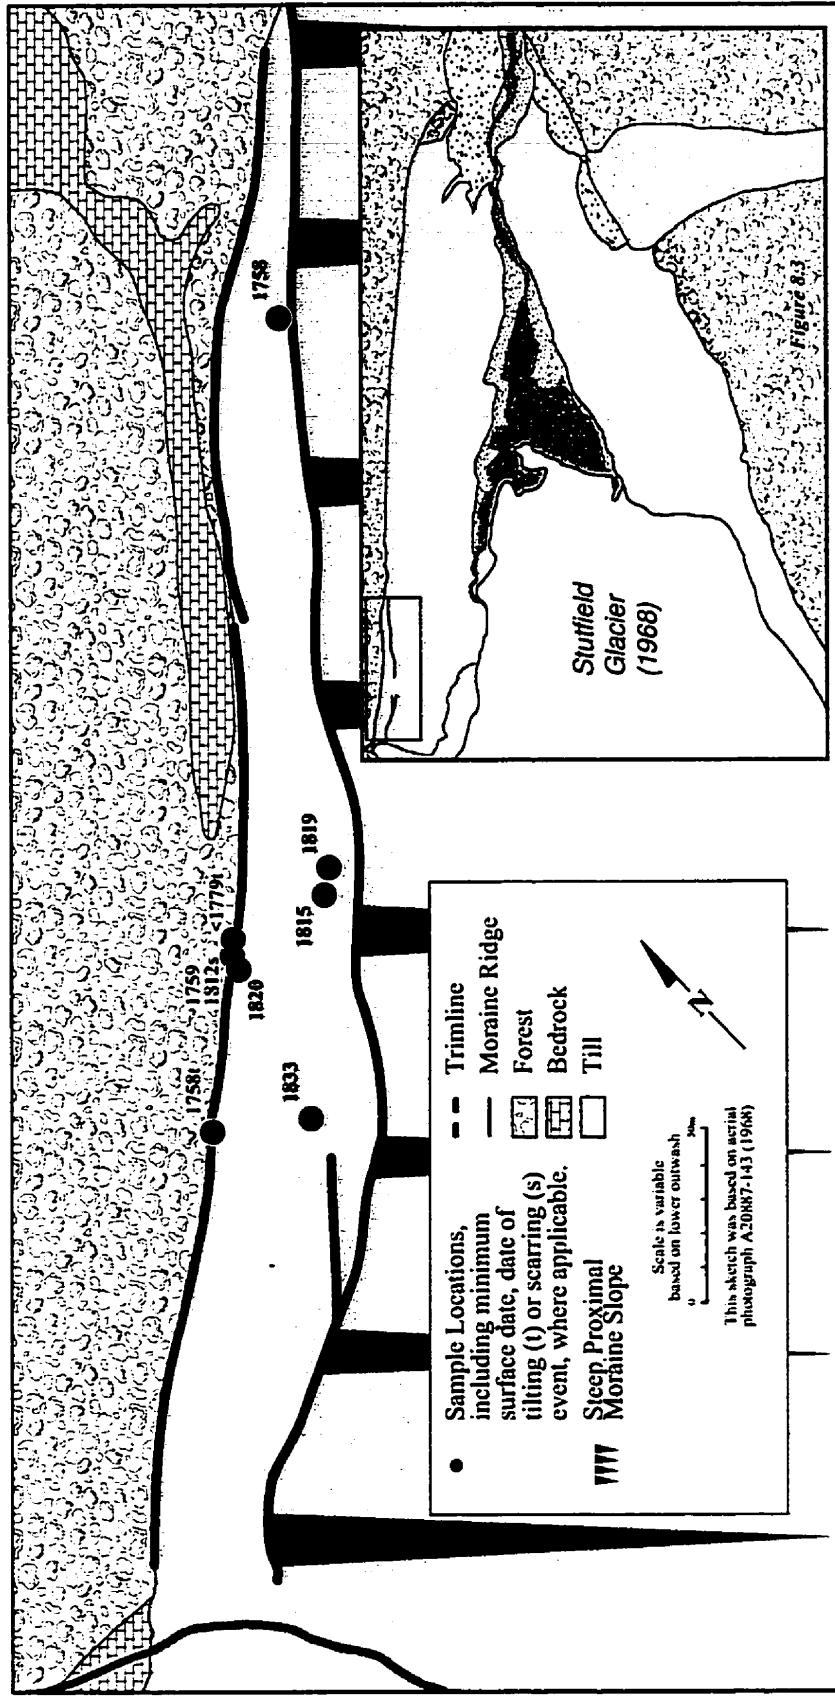 1758t
1759
1812s
<1779t
1820
1833
1815
1819
1758
Sample Locations,
including minimum
surface date, date of
tilting (t) or scarring (s)
event, where applicable.
Steep Proximal
Moraine Slope
Trimline
Moraine Ridge
Forest
Bedrock
Till
Scale is variable
based on lower outwash
0 50m
This sketch was based on aerial
photograph A20887-143 (1968)
N
Stutfield
Glacier
(1968)
Figure 8.3